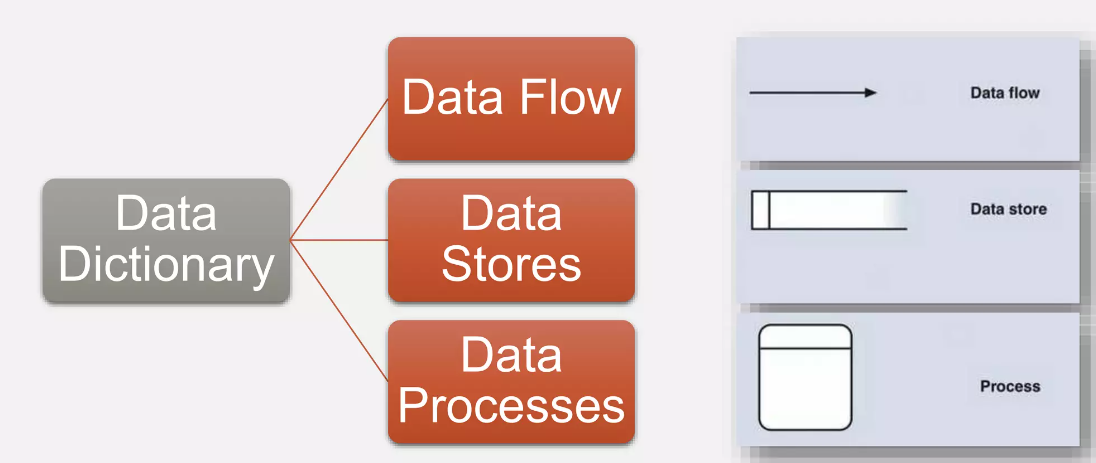 Data
Dictionary
Data Flow
Data
Stores
Data
Processes
Data flow
Data store
Process